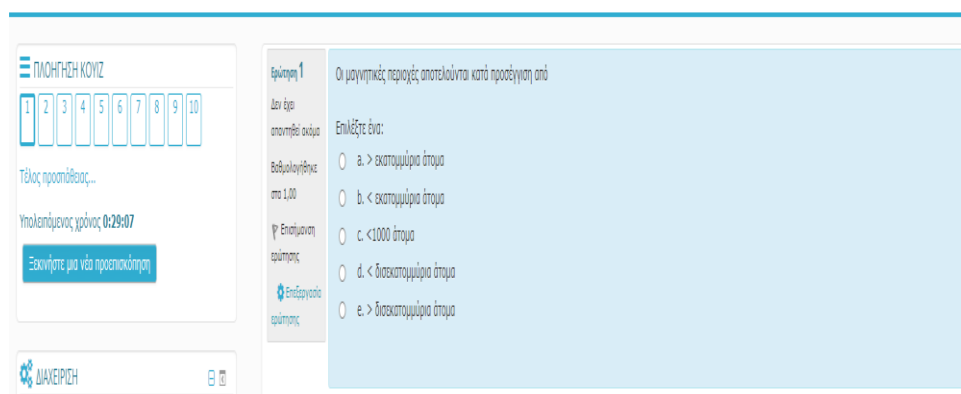 ΠΛΟΗΓΗΣΗ ΚΟΥΙΖ
1 2 3 4 5 6 7 8 9 10
Τέλος προσπάθειας...
Υπολειπόμενος χρόνος 0:29:07
Ξεκινήστε μια νέα προεπισκόπηση
ΔΙΑΧΕΙΡΙΣΗ
Ερώτηση 1
Δεν έχει
απαντηθεί ακόμα
Βαθμολογήθηκε
στα 1,00
Επισήμανση
ερώτησης
Επεξεργασία
ερώτησης
Οι μαγνητικές περιοχές αποτελούνται κατά προσέγγιση από
Επιλέξτε ένα:
a. > εκατομμύρια άτομα
b. < εκατομμύρια άτομα
c. <1000 άτομα
d. < δισεκατομμύρια άτομα
e. > δισεκατομμύρια άτομα